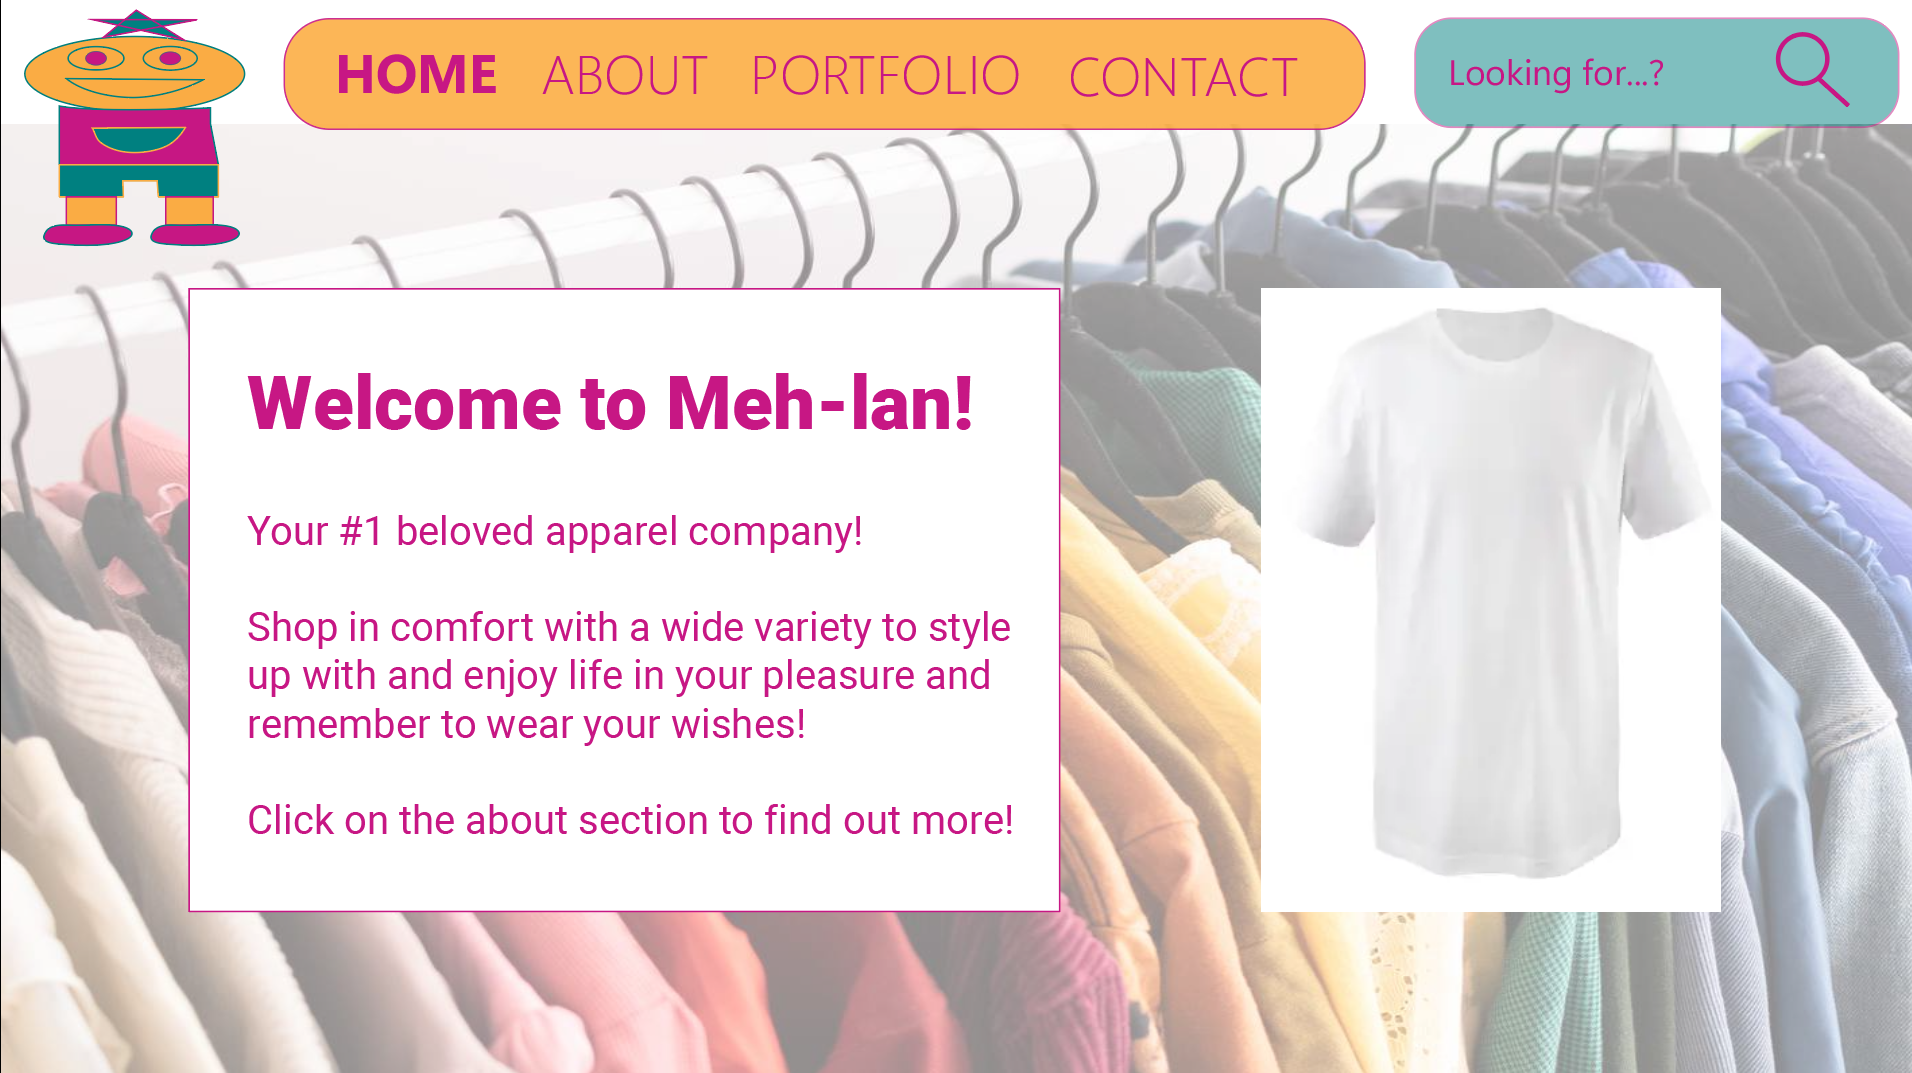 HOME ABOUT PORTFOLIO CONTACT Looking for...?
Welcome to Meh-lan!
Your #1 beloved apparel company!
Shop in comfort with a wide variety to style
up with and enjoy life in your pleasure and
remember to wear your wishes!
Click on the about section to find out more!